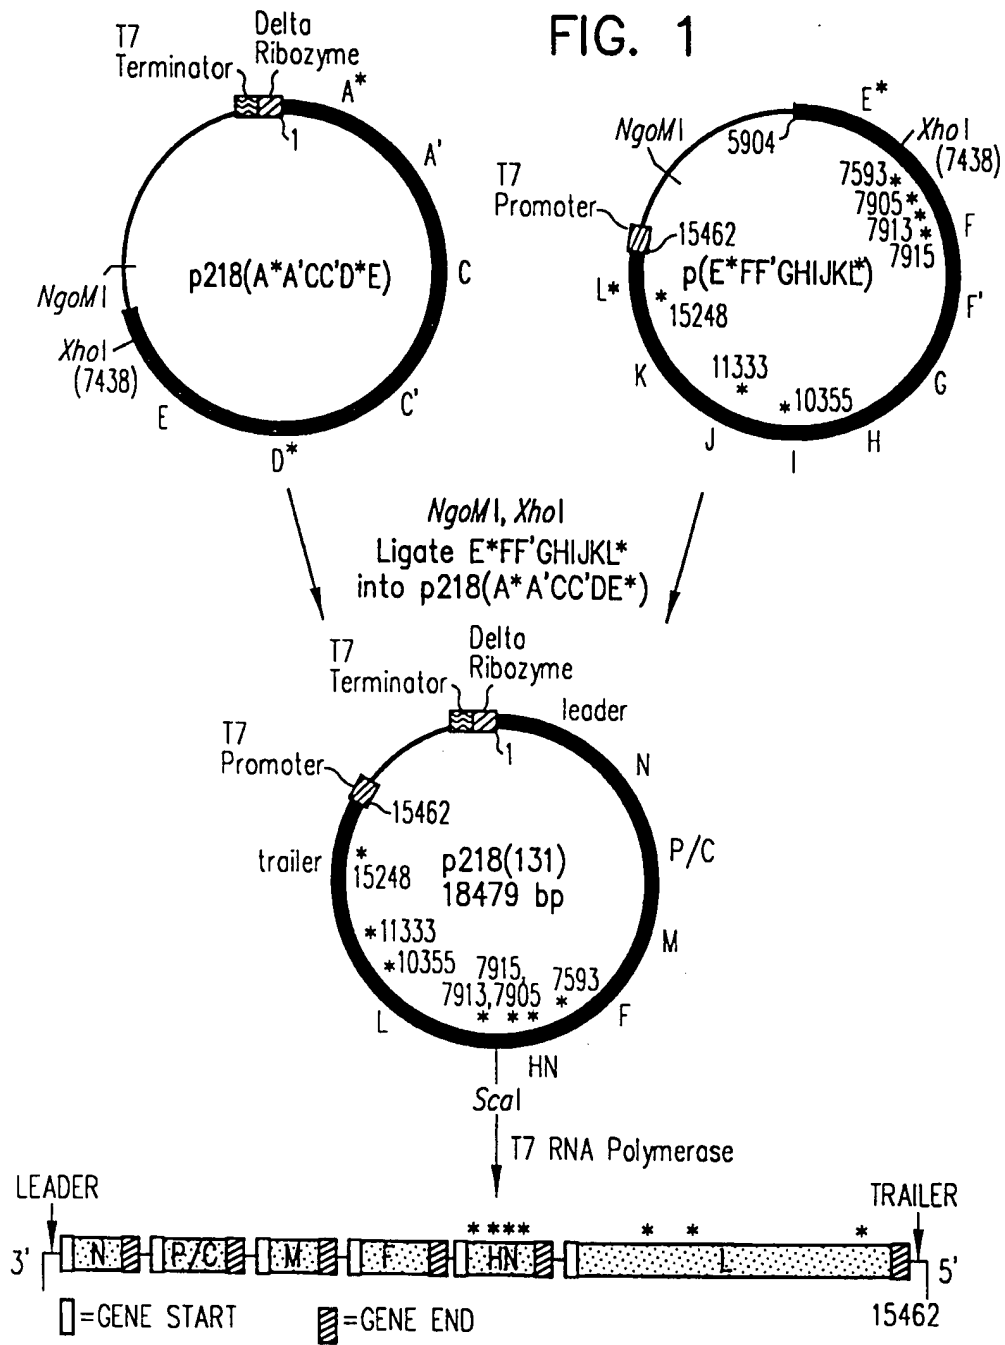 FIG. 1
T7
Terminator
Delta
Ribozyme
1
A*
A'
C
C'
D*
E
XhoI
(7438)
NgoMI
p218(A*A'CC'D*E)
E*
XhoI
(7438)
5904
NgoMI
T7
Promoter
15462
7593*
7905*
7913*
7915
F
F'
G
H
I
J
K
L*
p(E*FF'GHIJKL*)
*
15248
11333
*
*10355
NgoMI, XhoI
Ligate E*FF'GHIJKL*
into p218(A*A'CC'DE*)
T7
Terminator
Delta
Ribozyme
1
leader
T7
Promoter
15462
N
P/C
M
F
HN
L
trailer
p218(131)
18479 bp
*
15248
*11333
*10355
7915,
7913,7905
* * *
7593
*
ScaI
T7 RNA Polymerase
LEADER
TRAILER
* * * * * * *
3'
N
P/C
M
F
HN
L
5'
15462
=GENE START
=GENE END